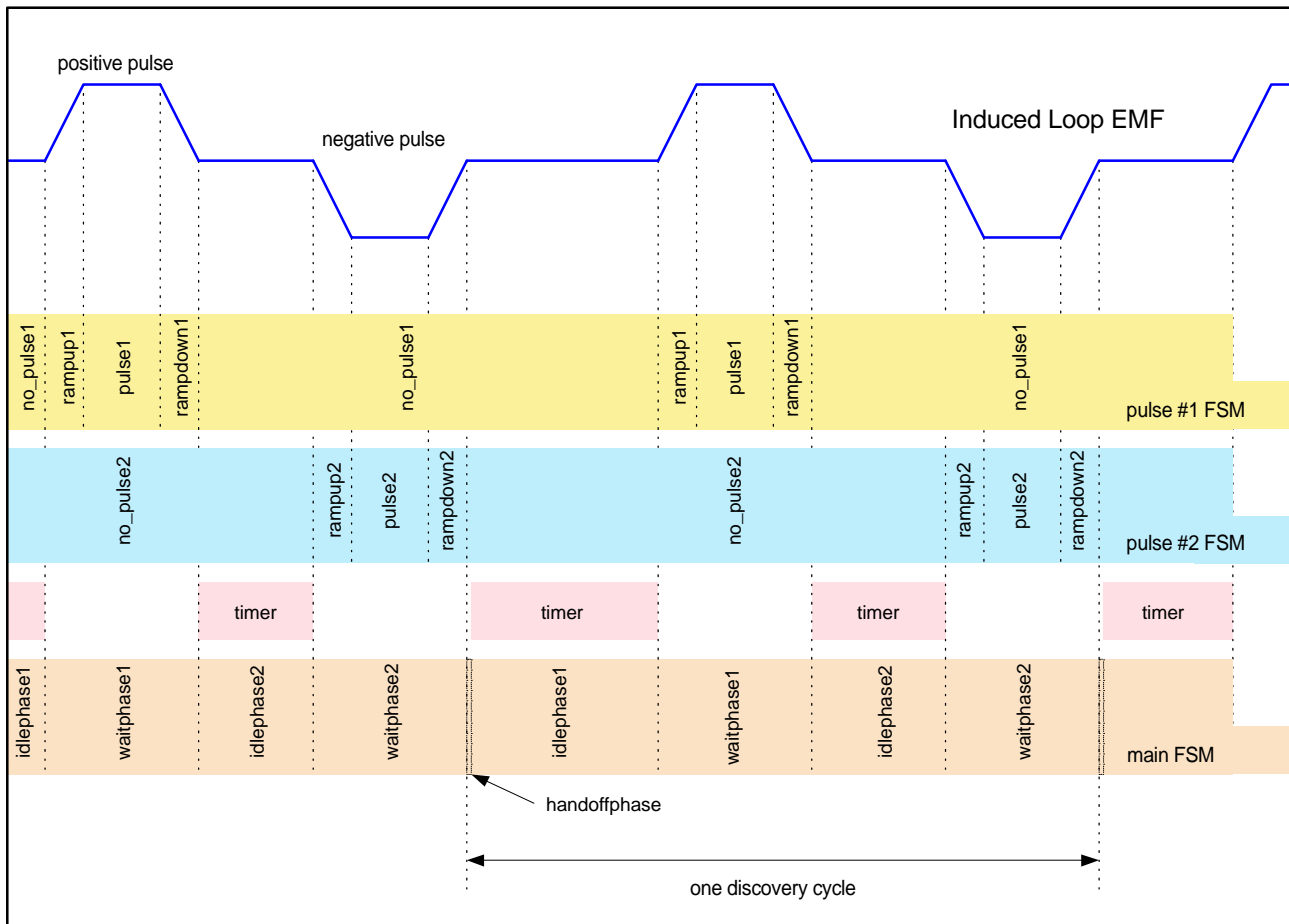 positive pulse
negative pulse
Induced Loop EMF
no_pulse1
rampup1
pulse1
rampdown1
no_pulse1
rampup1
pulse1
rampdown1
no_pulse1
pulse #1 FSM
no_pulse2
rampup2
pulse2
rampdown2
no_pulse2
rampup2
pulse2
rampdown2
pulse #2 FSM
timer
timer
timer
timer
idlephase1
waitphase1
idlephase2
waitphase2
idlephase1
waitphase1
idlephase2
waitphase2
main FSM
handoffphase
one discovery cycle